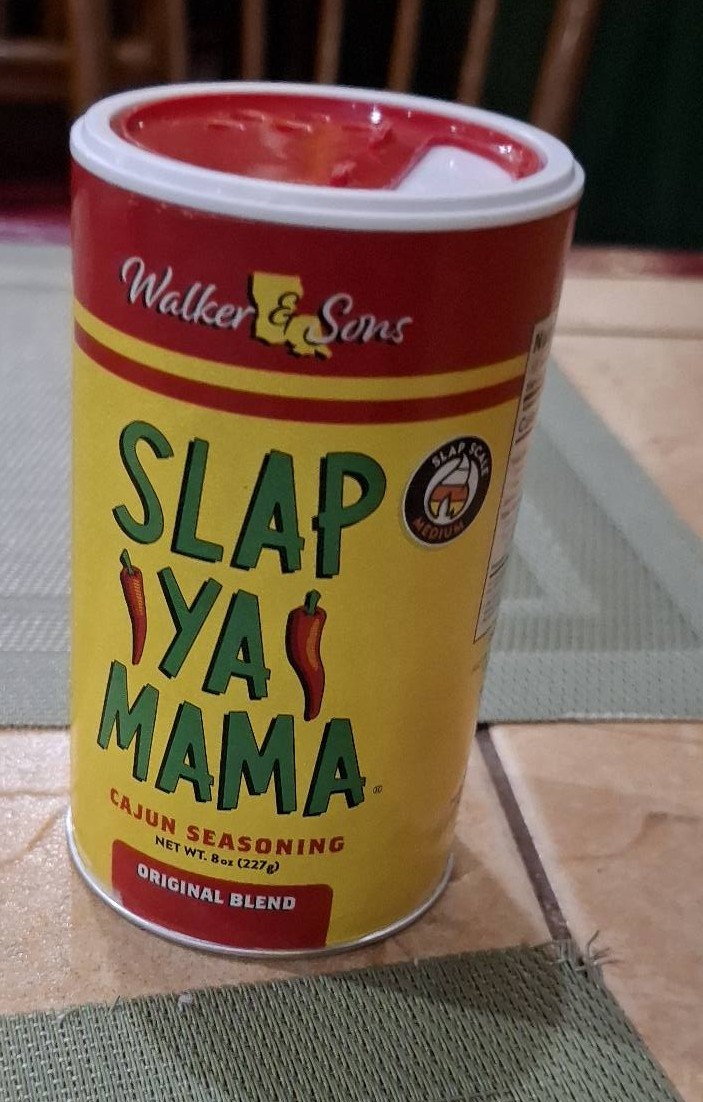 Walker & Sons
SLAP
YA
MAMA®
SLAP SCALE
MEDIUM
CAJUN SEASONING
NET WT. 8oz (227g)
ORIGINAL BLEND